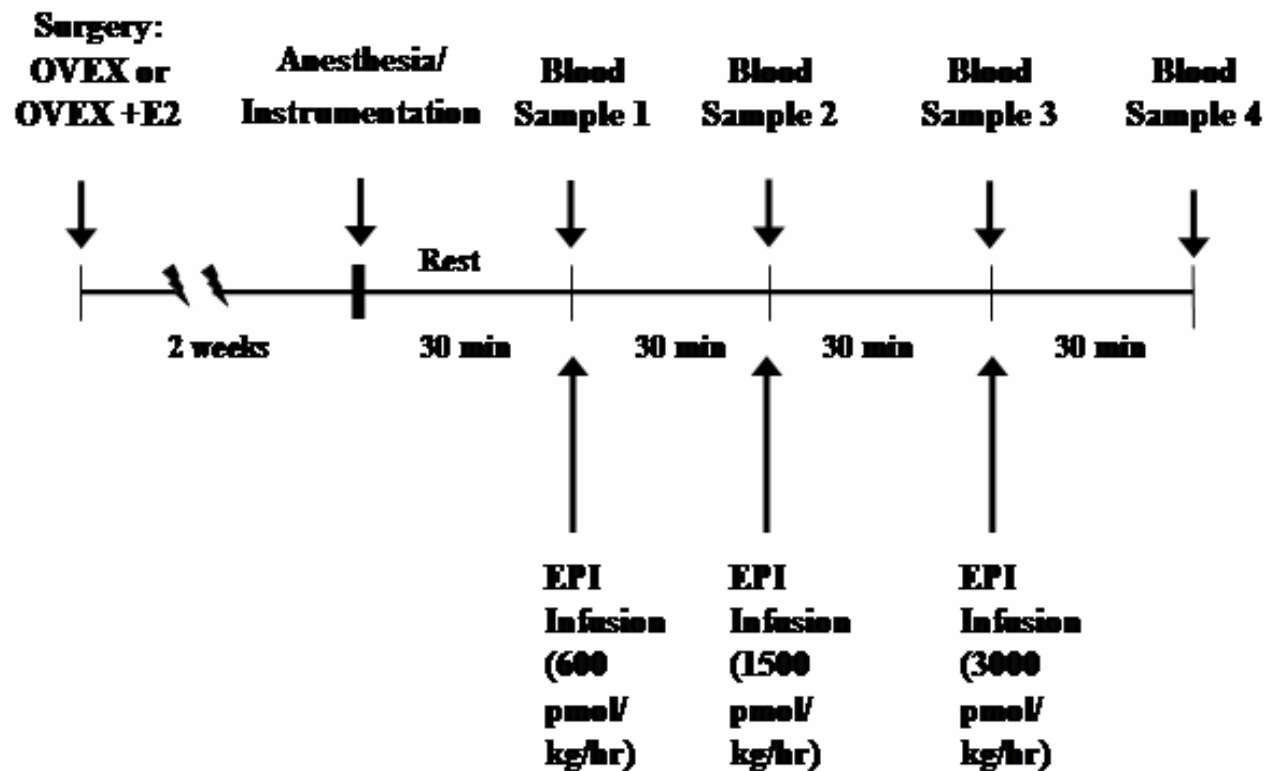 Surgery:
OVEX or
OVEX +E2
Anesthesia/
Instrumentation
Blood
Sample 1
Blood
Sample 2
Blood
Sample 3
Blood
Sample 4
Rest
2 weeks
30 min
30 min
30 min
30 min
EPI
Infusion
(600
pmol/
kg/hr)
EPI
Infusion
(1500
pmol/
kg/hr)
EPI
Infusion
(3000
pmol/
kg/hr)